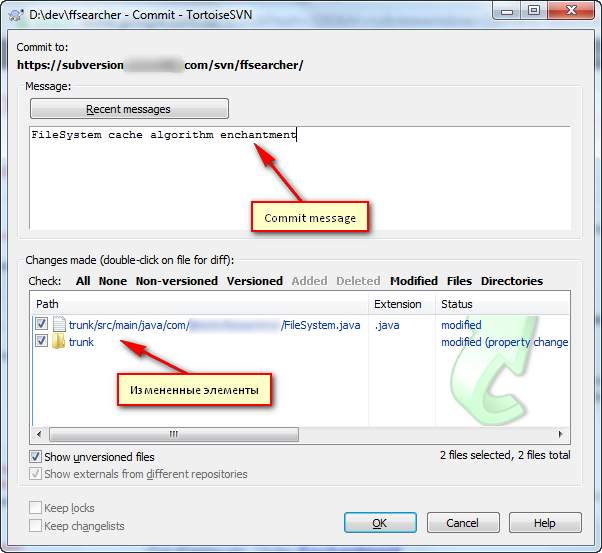 D:\dev\ffsearcher - Commit - TortoiseSVN
Commit to:
https://subversion .com/svn/ffsearcher/
Message:
Recent messages
FileSystem cache algorithm enchantment
Commit message
Changes made (double-click on file for diff):
Check: All None Non-versioned Versioned Added Deleted Modified Files Directories
Path Extension Status
trunk/src/main/java/com/ /FileSystem.java .java modified
trunk modified (property change
Измененные элементы
Show unversioned files 2 files selected, 2 files total
Show externals from different repositories
Keep locks
Keep changelists
OK Cancel Help